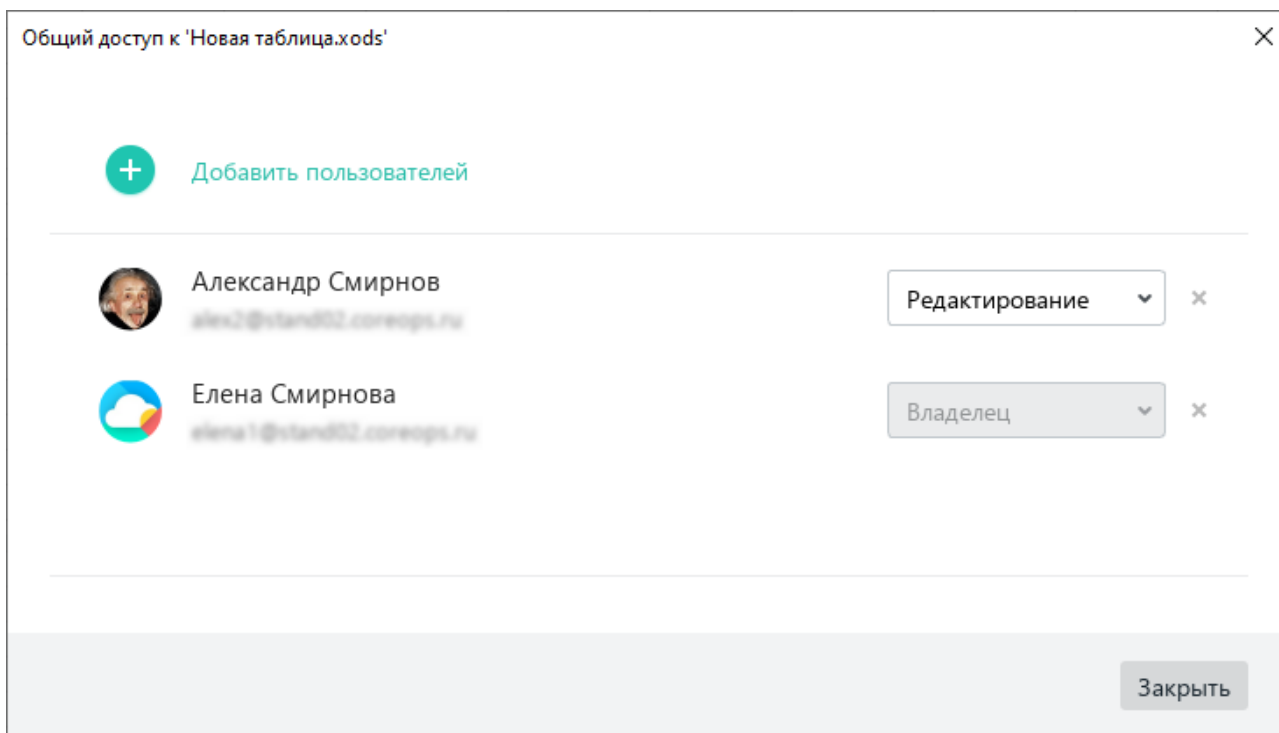 Общий доступ к 'Новая таблица.xods'
Добавить пользователей
Александр Смирнов
Редактирование
Елена Смирнова
Владелец
Закрыть